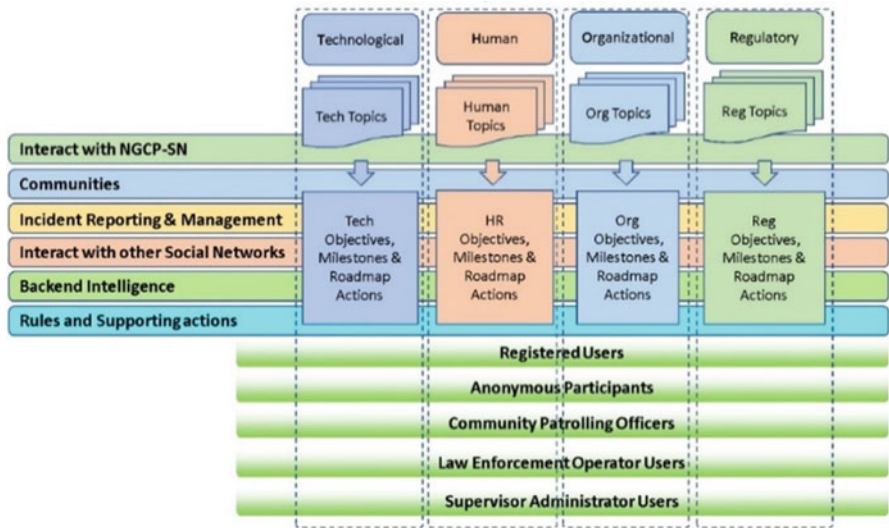 Technological
Human
Organizational
Regulatory
Tech Topics
Human
Topics
Org Topics
Reg Topics
Interact with NGCP-SN
Communities
Incident Reporting & Management
Interact with other Social Networks
Backend Intelligence
Rules and Supporting actions
Tech
Objectives,
Milestones &
Roadmap
Actions
HR
Objectives,
Milestones &
Roadmap
Actions
Org
Objectives,
Milestones &
Roadmap
Actions
Reg
Objectives,
Milestones &
Roadmap
Actions
Registered Users
Anonymous Participants
Community Patrolling Officers
Law Enforcement Operator Users
Supervisor Administrator Users